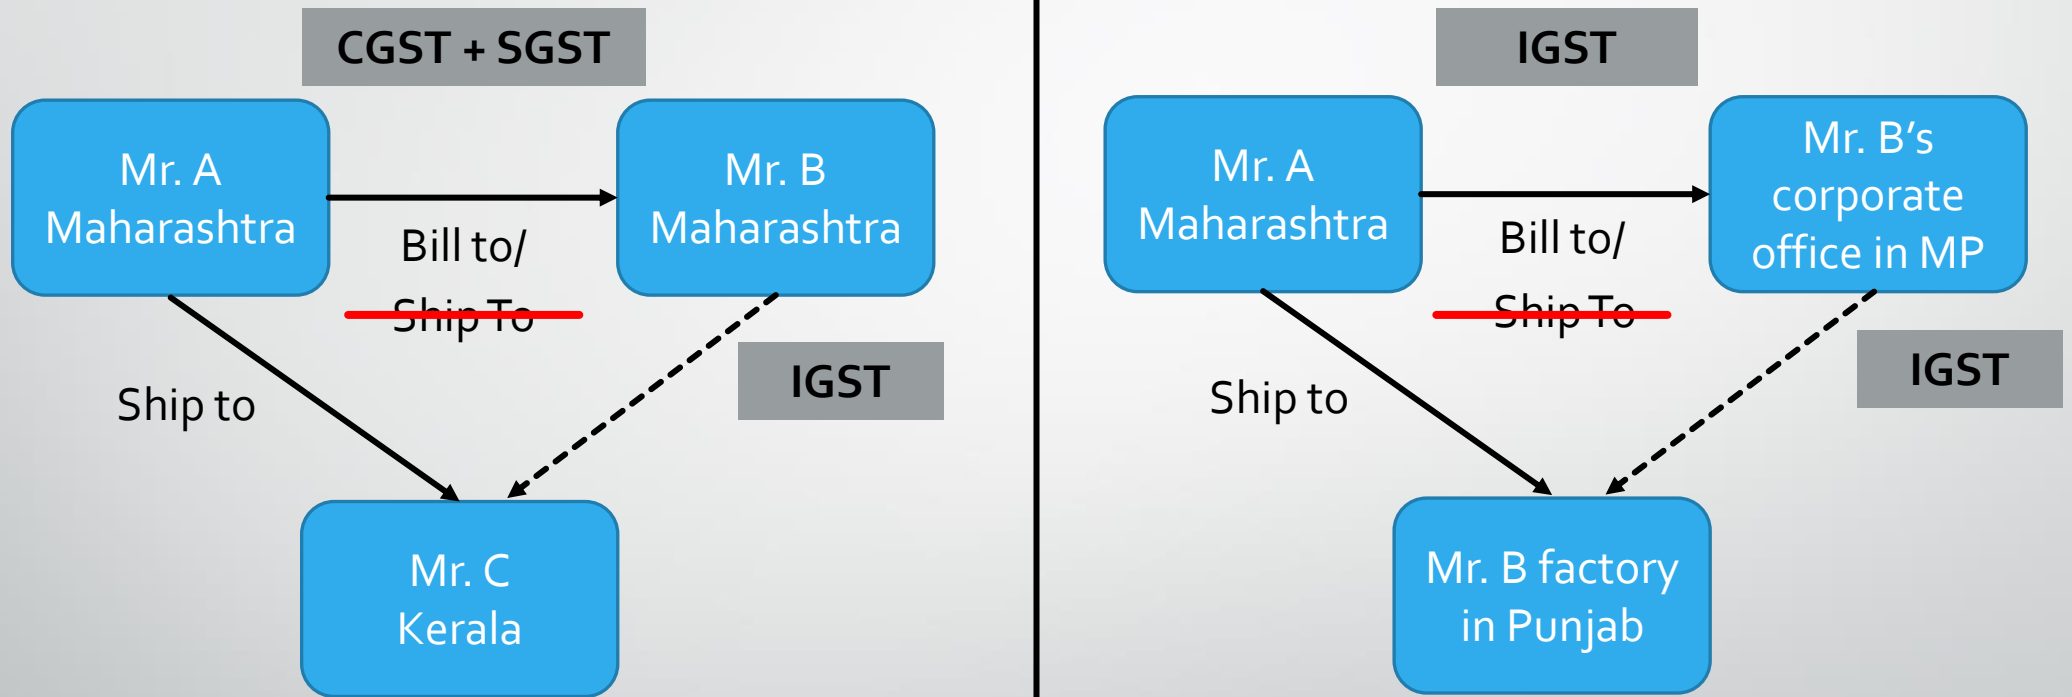 CGST + SGST
Mr. A
Maharashtra
Bill to/
Ship To
Mr. B
Maharashtra
Ship to
IGST
Mr. C
Kerala
IGST
Mr. A
Maharashtra
Bill to/
Ship To
Mr. B’s
corporate
office in MP
Ship to
IGST
Mr. B factory
in Punjab